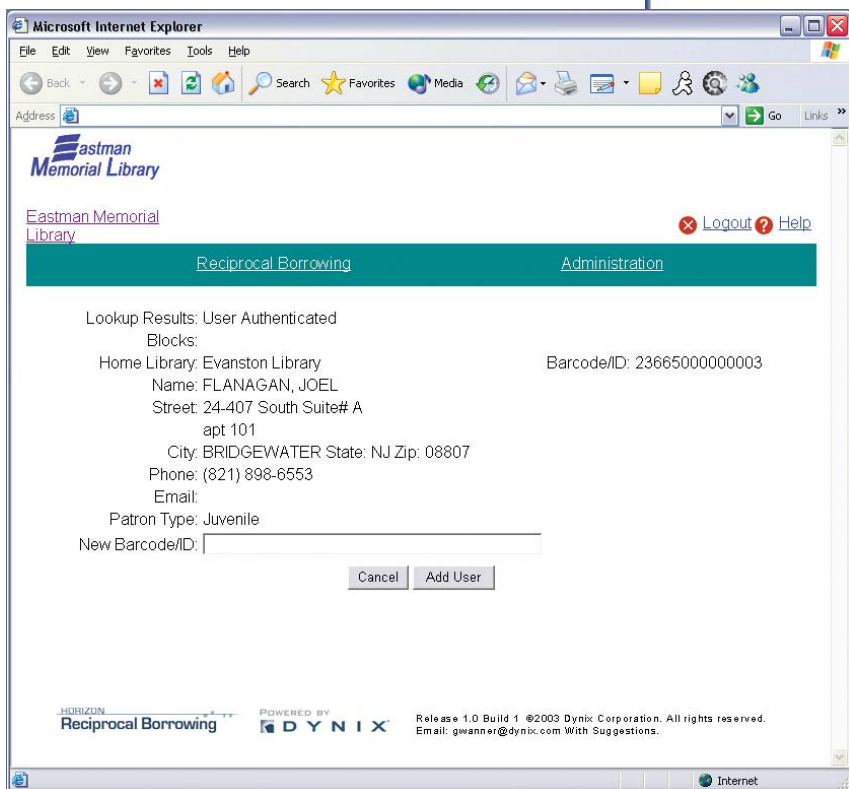 Microsoft Internet Explorer
File Edit View Favorites Tools Help
Back Search Favorites Media
Address Go Links »
Eastman
Memorial Library
Eastman Memorial
Library
Logout Help
Reciprocal Borrowing Administration
Lookup Results: User Authenticated
Blocks:
Home Library: Evanston Library Barcode/ID: 23665000000003
Name: FLANAGAN, JOEL
Street: 24-407 South Suite# A
apt 101
City: BRIDGEWATER State: NJ Zip: 08807
Phone: (821) 898-6553
Email:
Patron Type: Juvenile
New Barcode/ID:
Cancel Add User
HORIZON
Reciprocal Borrowing
POWERED BY
DYNIX
Release 1.0 Build 1 ©2003 Dynix Corporation. All rights reserved.
Email: gwanner@dynix.com With Suggestions.
Internet